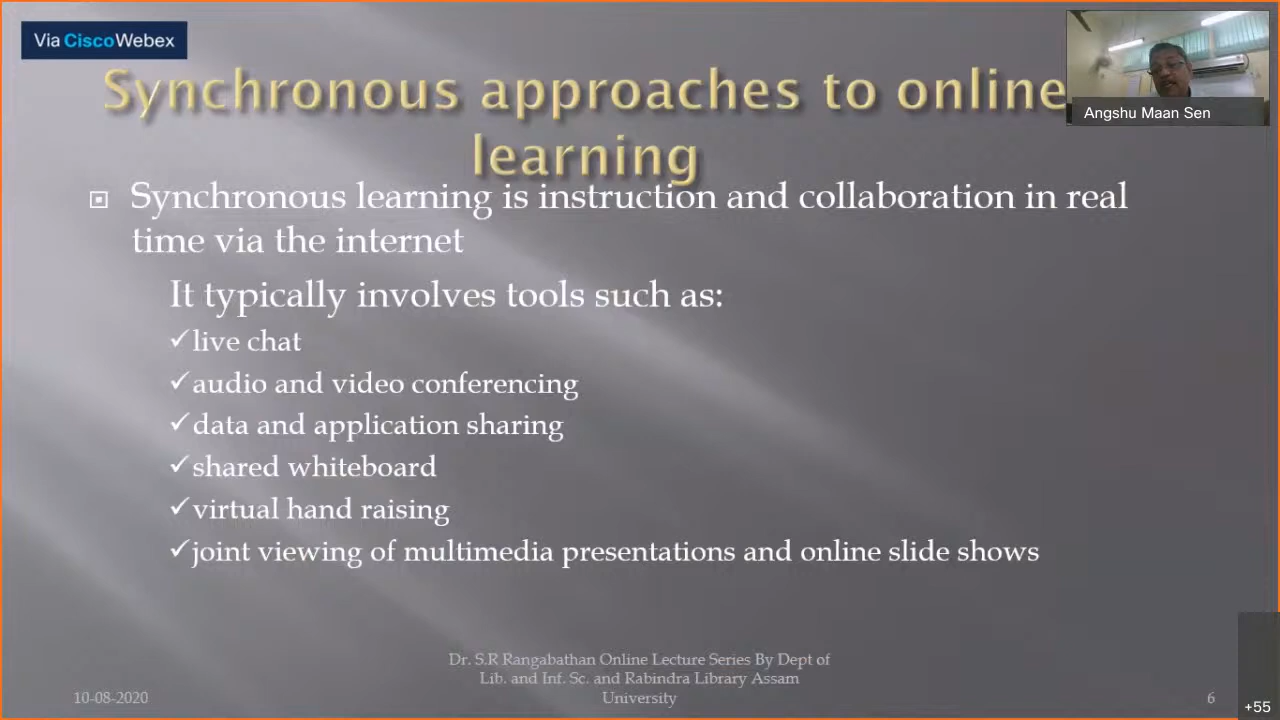 Via Cisco Webex
Synchronous approaches to online
learning
Angshu Maan Sen
Synchronous learning is instruction and collaboration in real
time via the internet
It typically involves tools such as:
✓live chat
✓audio and video conferencing
✓data and application sharing
✓shared whiteboard
✓virtual hand raising
✓joint viewing of multimedia presentations and online slide shows
Dr. S.R Rangabathan Online Lecture Series By Dept of
Lib. and Inf. Sc. and Rabindra Library Assam
University
10-08-2020
6
+55